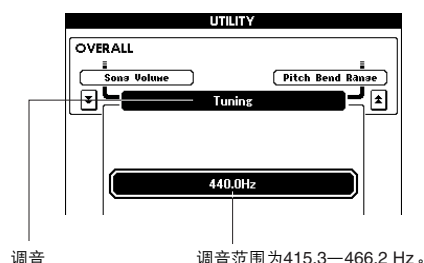 UTILITY
OVERALL
Song Volume
Pitch Bend Range
Tuning
440.0Hz
调音
调音范围为415.3—466.2 Hz。